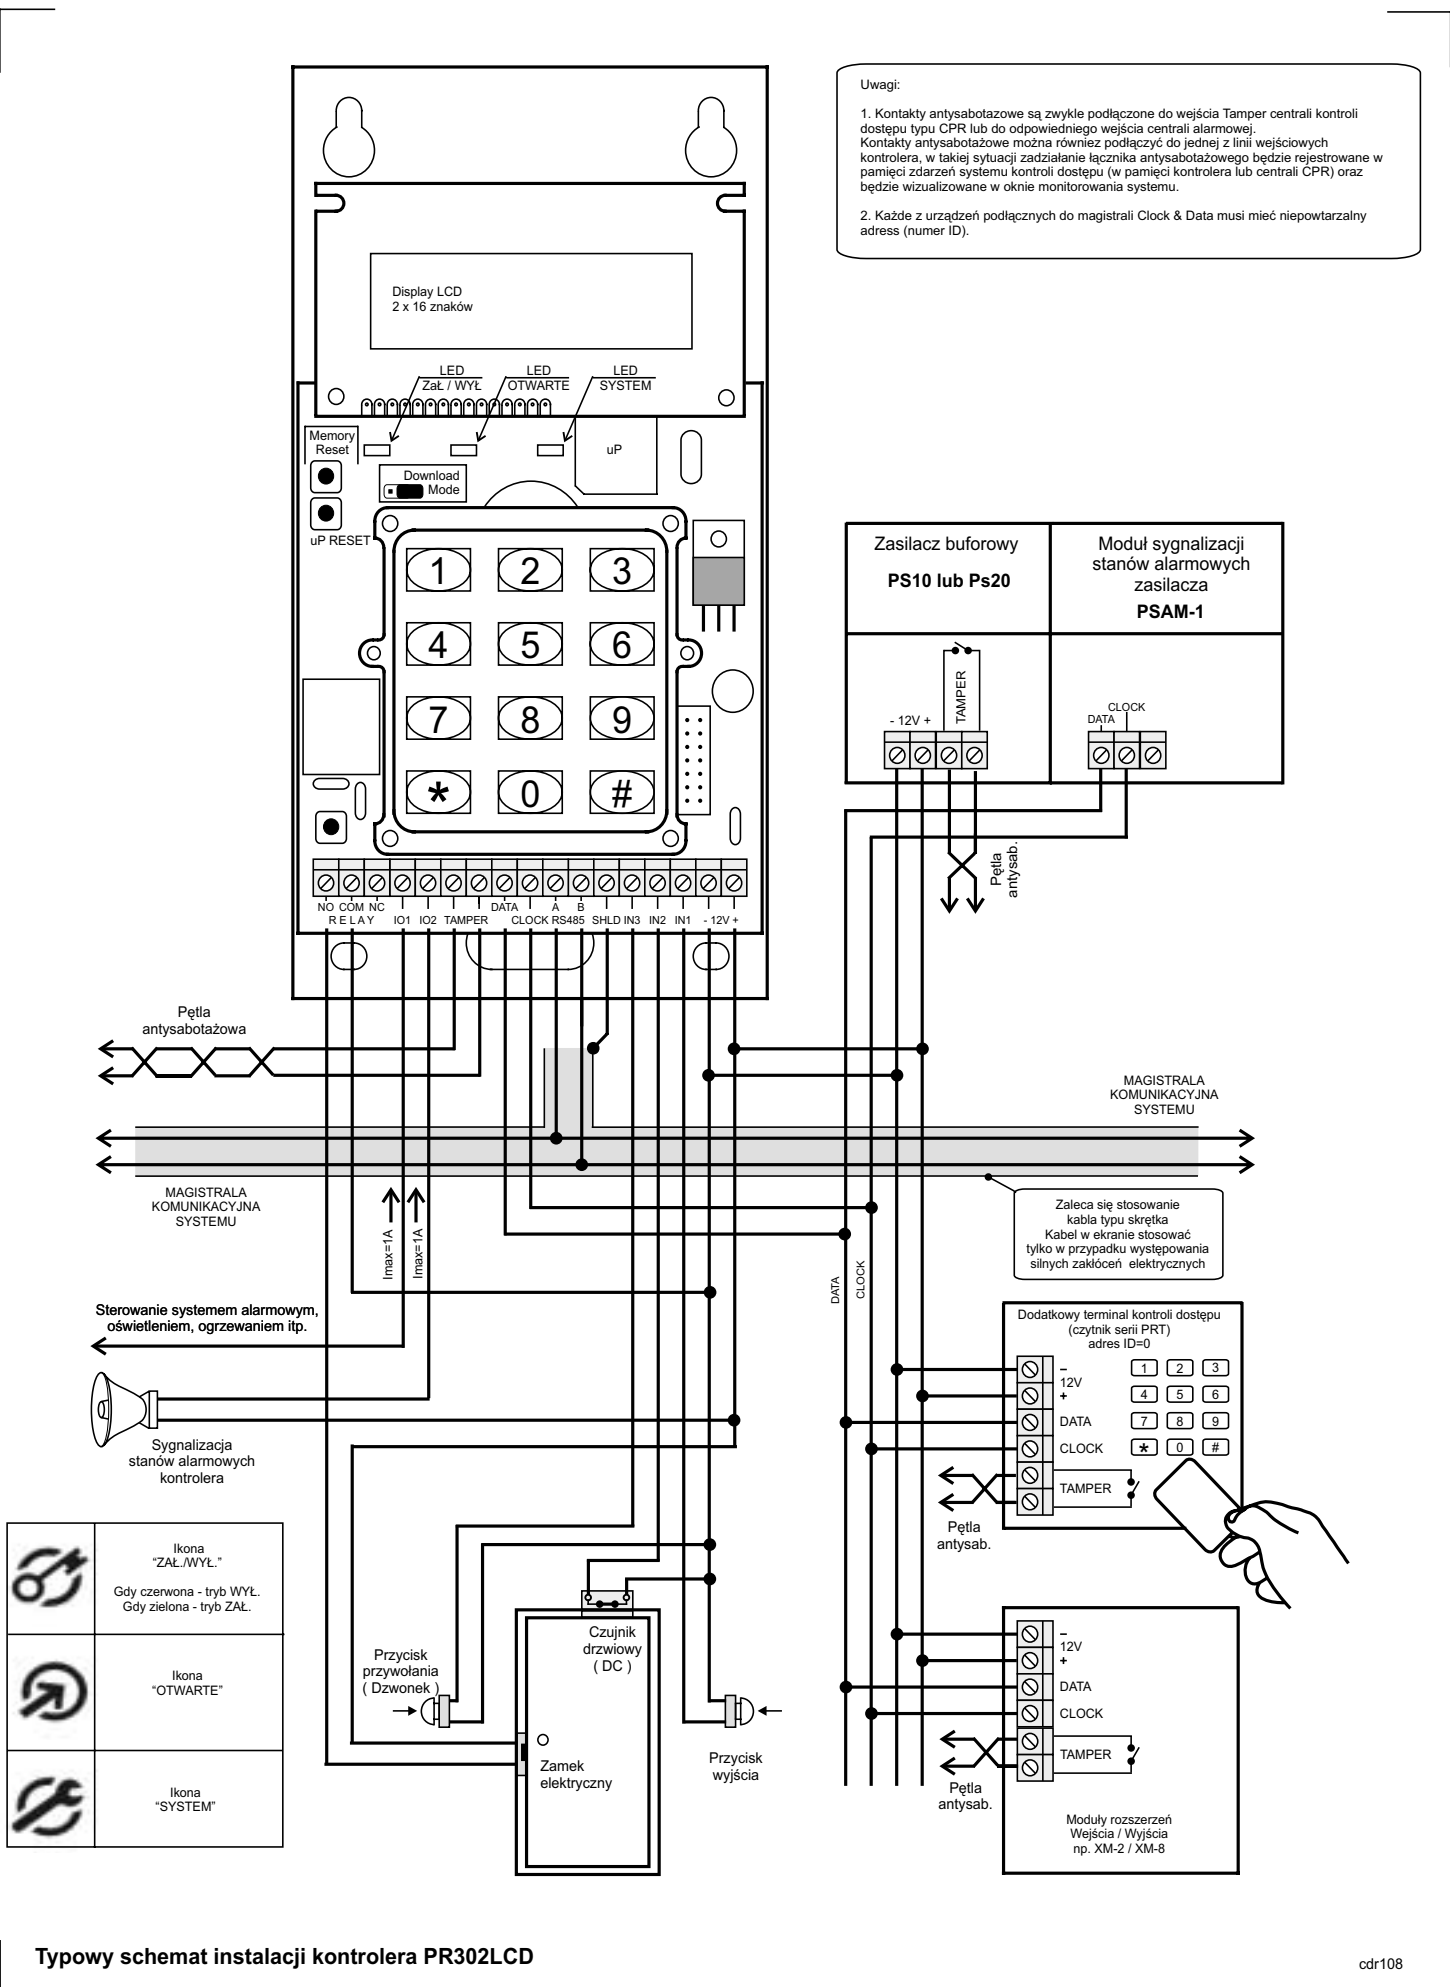 Uwagi:
1. Kontakty antysabotazowe są zwykle podłączone do wejścia Tamper centrali kontroli
dostępu typu CPR lub do odpowiedniego wejścia centrali alarmowej.
Kontakty antysabotażowe można równiez podłączyć do jednej z linii wejściowych
kontrolera, w takiej sytuacji zadziałanie łącznika antysabotażowego będzie rejestrowane w
pamięci zdarzeń systemu kontroli dostępu (w pamięci kontrolera lub centrali CPR) oraz
będzie wizualizowane w oknie monitorowania systemu.
2. Każde z urządzeń podłącznych do magistrali Clock & Data musi mieć niepowtarzalny
adress (numer ID).
Display LCD
2 x 16 znaków
LED
ZaŁ / WYŁ
LED
OTWARTE
LED
SYSTEM
Memory
Reset
uP
Download
Mode
uP RESET
1 2 3
4 5 6
7 8 9
* 0 #
NO COM NC
RELAY
IO1
IO2
TAMPER
DATA
CLOCK
A B
RS485
SHLD
IN3
IN2
IN1
- 12V +
Zasilacz buforowy
PS10 lub Ps20
Moduł sygnalizacji
stanów alarmowych
zasilacza
PSAM-1
- 12V +
TAMPER
DATA
CLOCK
Pętla
antysab.
Pętla
antysabotażowa
MAGISTRALA
KOMUNIKACYJNA
SYSTEMU
MAGISTRALA
KOMUNIKACYJNA
SYSTEMU
Zaleca się stosowanie
kabla typu skrętka
Kabel w ekranie stosować
tylko w przypadku występowania
silnych zakłóceń elektrycznych
Imax=1A
Imax=1A
DATA
CLOCK
Sterowanie systemem alarmowym,
oświetleniem, ogrzewaniem itp.
Sygnalizacja
stanów alarmowych
kontrolera
Dodatkowy terminal kontroli dostępu
(czytnik serii PRT)
adres ID=0
–
12V
+
DATA
CLOCK
TAMPER
1 2 3
4 5 6
7 8 9
* 0 #
Pętla
antysab.
Ikona
“ZAŁ./WYŁ.”
Gdy czerwona - tryb WYŁ.
Gdy zielona - tryb ZAŁ.
Ikona
“OTWARTE”
Ikona
“SYSTEM”
Przycisk
przywołania
( Dzwonek )
Czujnik
drzwiowy
( DC )
Zamek
elektryczny
Przycisk
wyjścia
–
12V
+
DATA
CLOCK
TAMPER
Pętla
antysab.
Moduły rozszerzeń
Wejścia / Wyjścia
np. XM-2 / XM-8
Typowy schemat instalacji kontrolera PR302LCD
cdr108